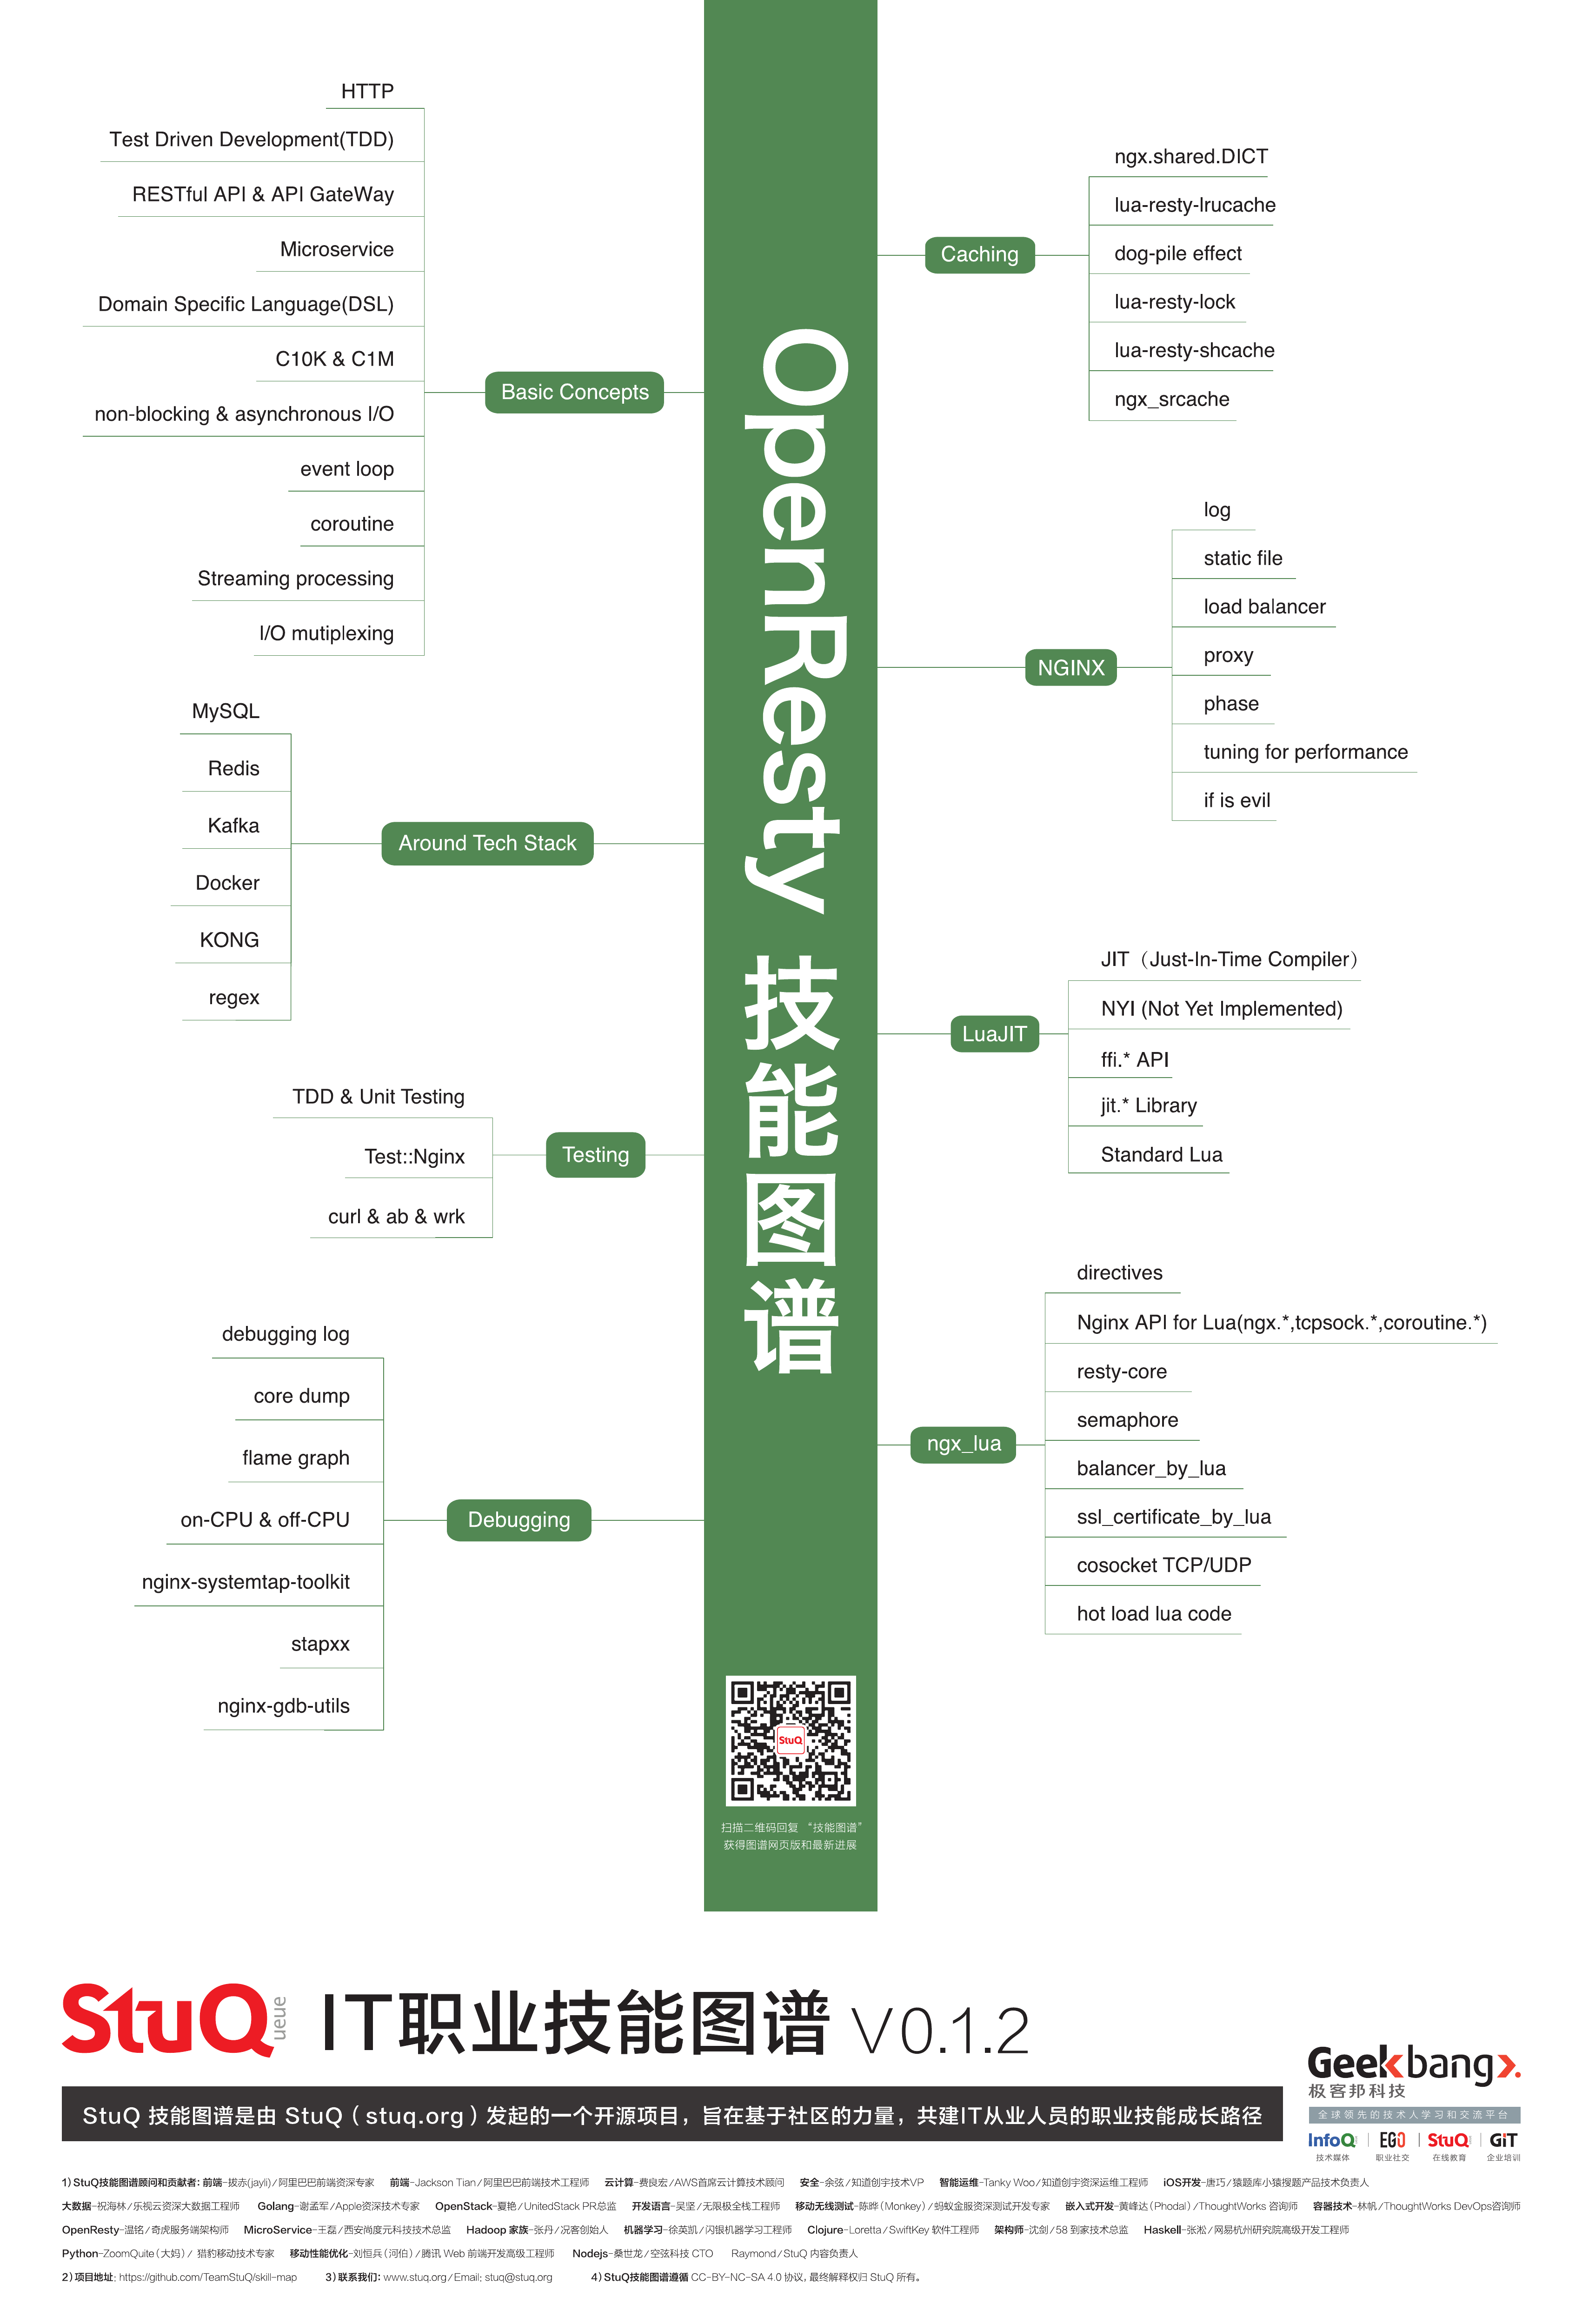 HTTP
Test Driven Development(TDD)
RESTful API & API GateWay
Microservice
Domain Specific Language(DSL)
C10K & C1M
non-blocking & asynchronous I/O
event loop
coroutine
Streaming processing
I/O mutiplexing
Basic Concepts
MySQL
Redis
Kafka
Docker
KONG
regex
Around Tech Stack
TDD & Unit Testing
Test::Nginx
curl & ab & wrk
Testing
debugging log
core dump
flame graph
on-CPU & off-CPU
nginx-systemtap-toolkit
stapxx
nginx-gdb-utils
Debugging
OpenResty 技能图谱
StuQ
扫描二维码回复 “技能图谱”
获得图谱网页版和最新进展
Caching
ngx.shared.DICT
lua-resty-lrucache
dog-pile effect
lua-resty-lock
lua-resty-shcache
ngx_srcache
NGINX
log
static file
load balancer
proxy
phase
tuning for performance
if is evil
LuaJIT
JIT（Just-In-Time Compiler）
NYI (Not Yet Implemented)
ffi.* API
jit.* Library
Standard Lua
ngx_lua
directives
Nginx API for Lua(ngx.*,tcpsock.*,coroutine.*)
resty-core
semaphore
balancer_by_lua
ssl_certificate_by_lua
cosocket TCP/UDP
hot load lua code
StuQ ueue IT职业技能图谱 V0.1.2
StuQ 技能图谱是由 StuQ（stuq.org）发起的一个开源项目，旨在基于社区的力量，共建IT从业人员的职业技能成长路径
Geekbang>.
极客邦科技
全球领先的技术人学习和交流平台
InfoQ | EGO | StuQ | GiT
技术媒体 职业社交 在线教育 企业培训
1）StuQ技能图谱顾问和贡献者：前端-拔赤(jayli)/阿里巴巴前端资深专家 前端-Jackson Tian/阿里巴巴前端技术工程师 云计算-费良宏/AWS首席云计算技术顾问 安全-余弦/知道创宇技术VP 智能运维-Tanky Woo/知道创宇资深运维工程师 iOS开发-唐巧/猿题库小猿搜题产品技术负责人
大数据-祝海林/乐视云资深大数据工程师 Golang-谢孟军/Apple资深技术专家 OpenStack-夏艳/UnitedStack PR总监 开发语言-吴坚/无限极全栈工程师 移动无线测试-陈晔（Monkey）/蚂蚁金服资深测试开发专家 嵌入式开发-黄峰达（Phodal）/ThoughtWorks 咨询师 容器技术-林帆/ThoughtWorks DevOps咨询师
OpenResty-温铭/奇虎服务端架构师 MicroService-王磊/西安尚度元科技技术总监 Hadoop 家族-张丹/况客创始人 机器学习-徐英凯/闪银机器学习工程师 Clojure-Loretta/SwiftKey 软件工程师 架构师-沈剑/58 到家技术总监 Haskell-张淞/网易杭州研究院高级开发工程师
Python-ZoomQuite（大妈）/ 猎豹移动技术专家 移动性能优化-刘恒兵（河伯）/腾讯 Web 前端开发高级工程师 Nodejs-桑世龙/空弦科技 CTO Raymond/StuQ 内容负责人
2）项目地址：https://github.com/TeamStuQ/skill-map 3）联系我们：www.stuq.org/Email: stuq@stuq.org 4）StuQ技能图谱遵循 CC-BY-NC-SA 4.0 协议，最终解释权归 StuQ 所有。